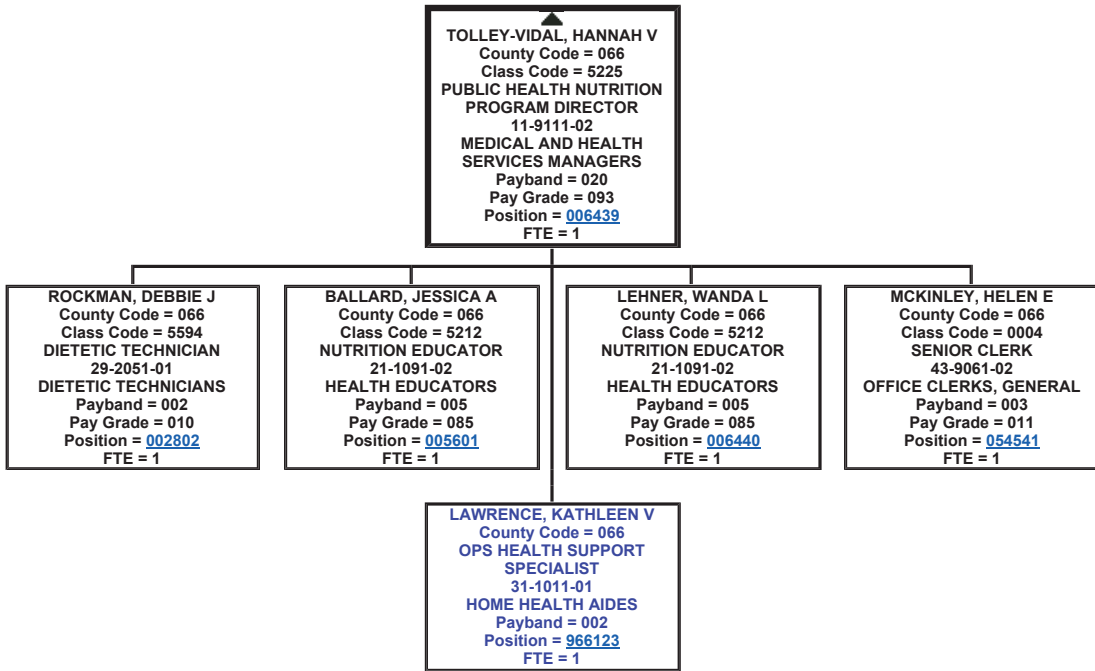 TOLLEY-VIDAL, HANNAH V
County Code = 066
Class Code = 5225
PUBLIC HEALTH NUTRITION
PROGRAM DIRECTOR
11-9111-02
MEDICAL AND HEALTH
SERVICES MANAGERS
Payband = 020
Pay Grade = 093
Position = 006439
FTE = 1
ROCKMAN, DEBBIE J
County Code = 066
Class Code = 5594
DIETETIC TECHNICIAN
29-2051-01
DIETETIC TECHNICIANS
Payband = 002
Pay Grade = 010
Position = 002802
FTE = 1
BALLARD, JESSICA A
County Code = 066
Class Code = 5212
NUTRITION EDUCATOR
21-1091-02
HEALTH EDUCATORS
Payband = 005
Pay Grade = 085
Position = 005601
FTE = 1
LEHNER, WANDA L
County Code = 066
Class Code = 5212
NUTRITION EDUCATOR
21-1091-02
HEALTH EDUCATORS
Payband = 005
Pay Grade = 085
Position = 006440
FTE = 1
MCKINLEY, HELEN E
County Code = 066
Class Code = 0004
SENIOR CLERK
43-9061-02
OFFICE CLERKS, GENERAL
Payband = 003
Pay Grade = 011
Position = 054541
FTE = 1
LAWRENCE, KATHLEEN V
County Code = 066
OPS HEALTH SUPPORT
SPECIALIST
31-1011-01
HOME HEALTH AIDES
Payband = 002
Position = 966123
FTE = 1